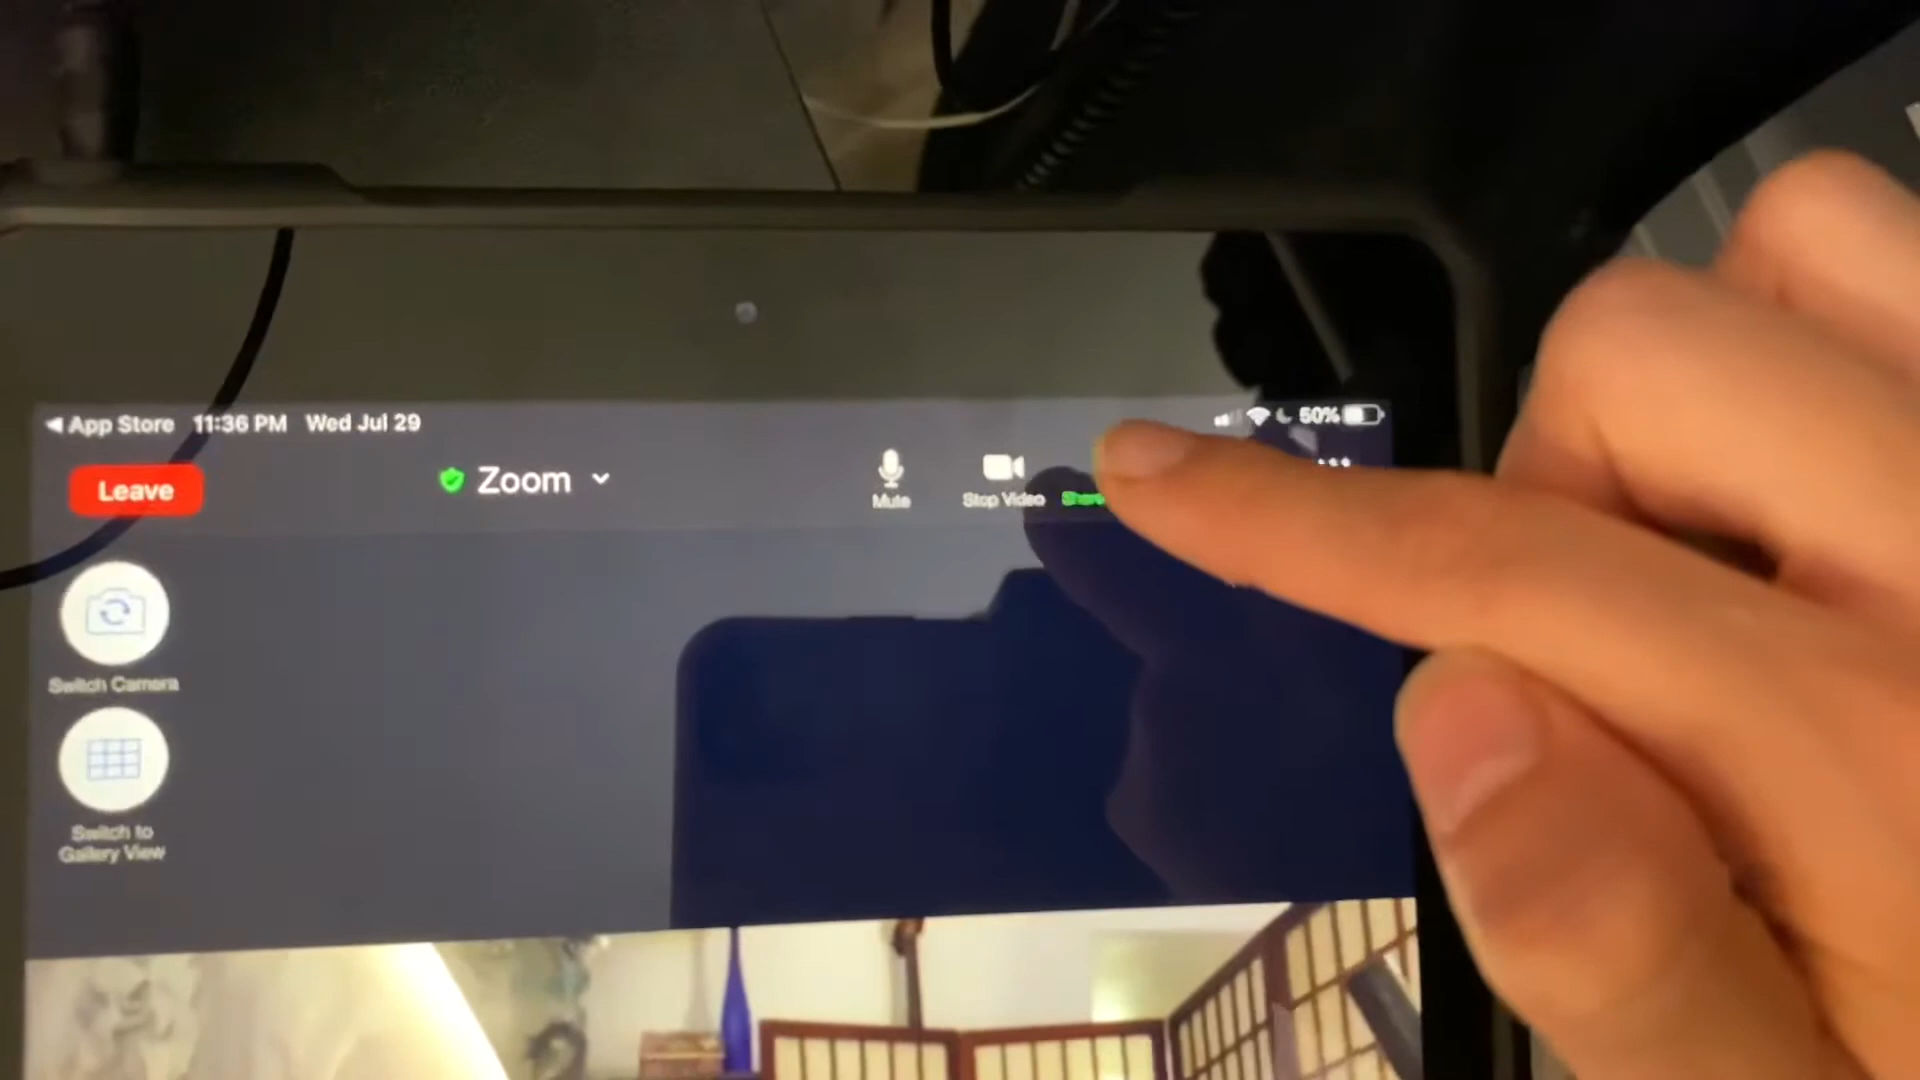 App Store 11:36 PM Wed Jul 29 50%
Leave Zoom
Mute Stop Video Share
Switch Camera
Switch to
Gallery View